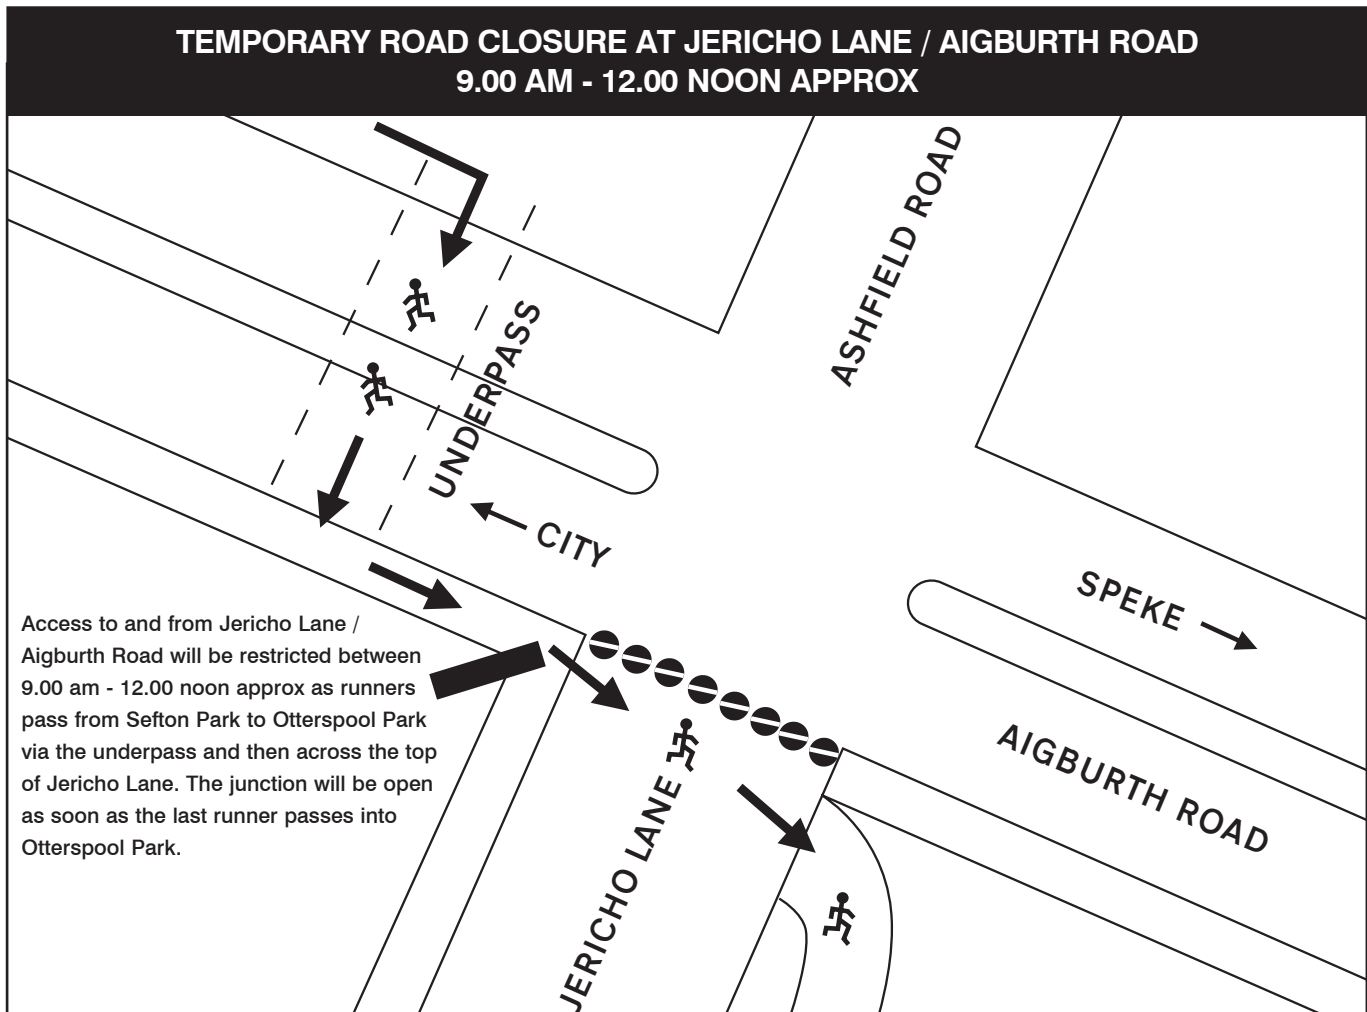 TEMPORARY ROAD CLOSURE AT JERICHO LANE / AIGBURTH ROAD
9.00 AM - 12.00 NOON APPROX
ASHFIELD ROAD
UNDERPASS
CITY
SPEKE
AIGBURTH ROAD
JERICHO LANE
Access to and from Jericho Lane /
Aigburth Road will be restricted between
9.00 am - 12.00 noon approx as runners
pass from Sefton Park to Otterspool Park
via the underpass and then across the top
of Jericho Lane. The junction will be open
as soon as the last runner passes into
Otterspool Park.